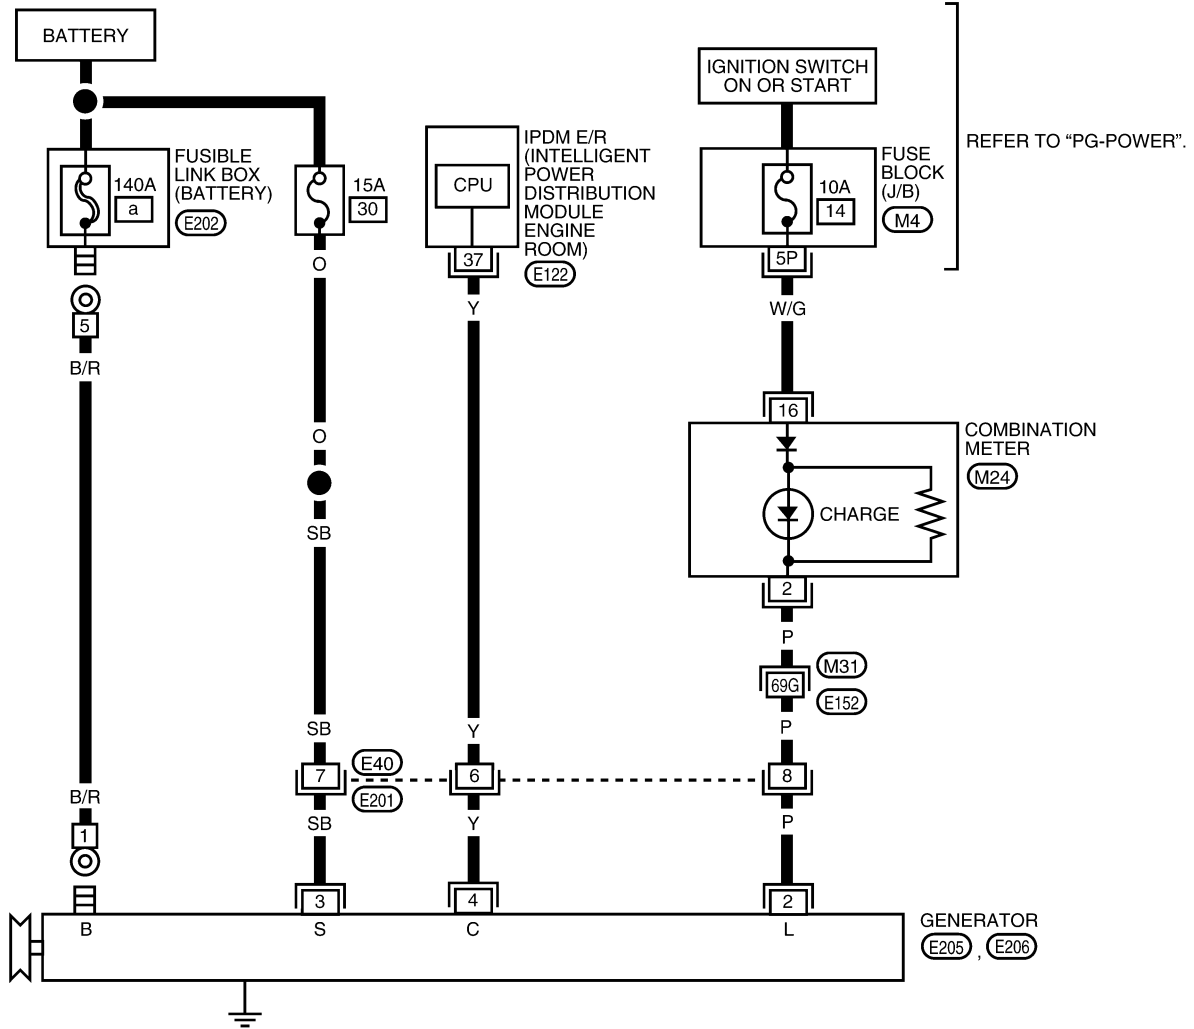 BATTERY
IGNITION SWITCH
ON OR START
REFER TO “PG-POWER”.
FUSIBLE
LINK BOX
(BATTERY)
E202
140A
a
15A
30
CPU
IPDM E/R
(INTELLIGENT
POWER
DISTRIBUTION
MODULE
ENGINE
ROOM)
E122
37
10A
14
FUSE
BLOCK
(J/B)
M4
5P
O
Y
W/G
5
B/R
16
COMBINATION
METER
M24
O
CHARGE
SB
2
P
69G
M31
E152
SB
Y
P
7
E40
E201
6
8
B/R
SB
Y
P
1
3
4
2
B
S
C
L
GENERATOR
E205 , E206